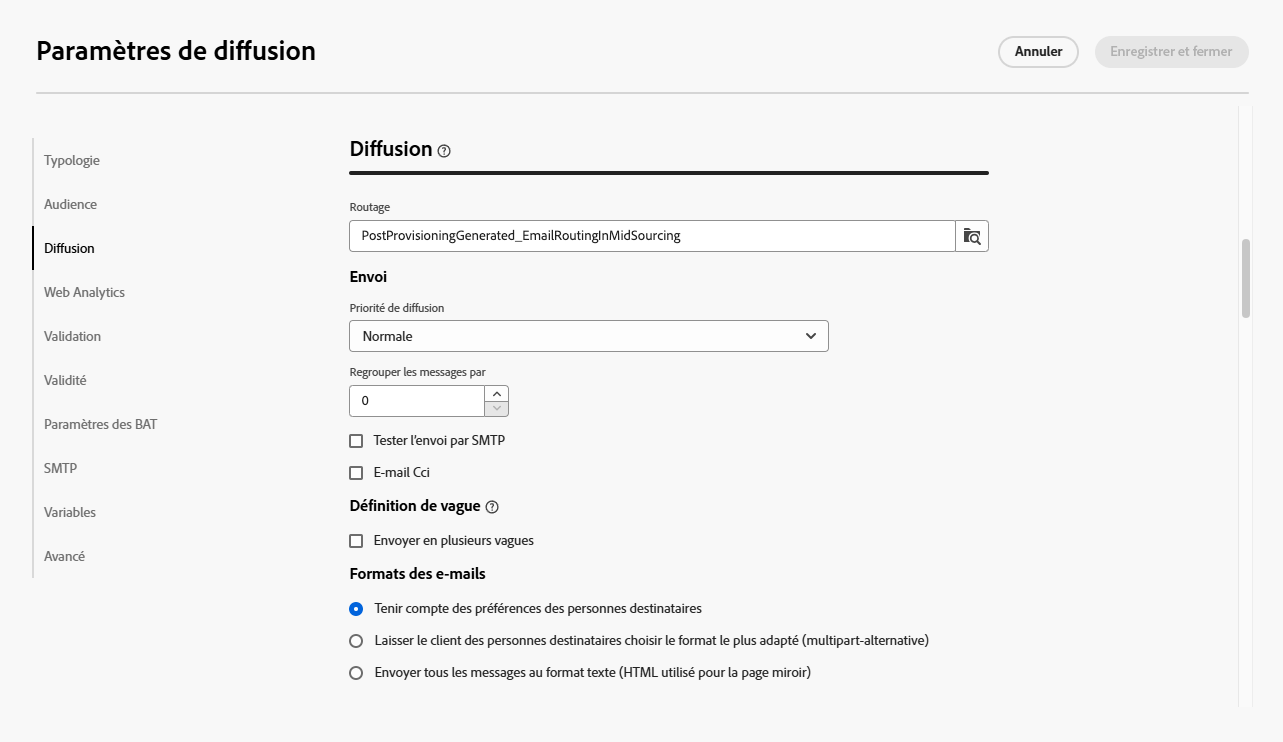 Paramètres de diffusion
Annuler
Enregistrer et fermer
Typologie
Audience
Diffusion
Web Analytics
Validation
Validité
Paramètres des BAT
SMTP
Variables
Avancé
Diffusion
Routage
PostProvisioningGenerated_EmailRoutingInMidSourcing
Envoi
Priorité de diffusion
Normale
Regrouper les messages par
0
Tester l’envoi par SMTP
E-mail Cci
Définition de vague
Envoyer en plusieurs vagues
Formats des e-mails
Tenir compte des préférences des personnes destinataires
Laisser le client des personnes destinataires choisir le format le plus adapté (multipart-alternative)
Envoyer tous les messages au format texte (HTML utilisé pour la page miroir)